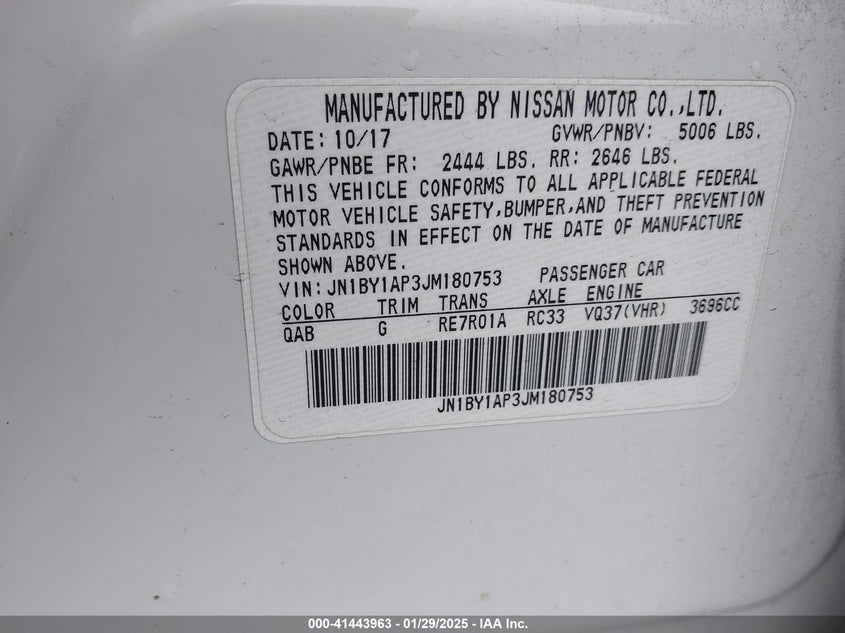 MANUFACTURED BY NISSAN MOTOR CO.,LTD.
DATE: 10/17 GVWR/PNBV: 5006 LBS.
GAWR/PNBE FR: 2444 LBS. RR: 2646 LBS.
THIS VEHICLE CONFORMS TO ALL APPLICABLE FEDERAL
MOTOR VEHICLE SAFETY,BUMPER,AND THEFT PREVENTION
STANDARDS IN EFFECT ON THE DATE OF MANUFACTURE
SHOWN ABOVE.
VIN:JN1BY1AP3JM180753 PASSENGER CAR
COLOR TRIM TRANS AXLE ENGINE
QAB G RE7R01A RC33 VQ37(VHR) 3696CC
JN1BY1AP3JM180753
000-41443963 - 01/29/2025 - IAA Inc.